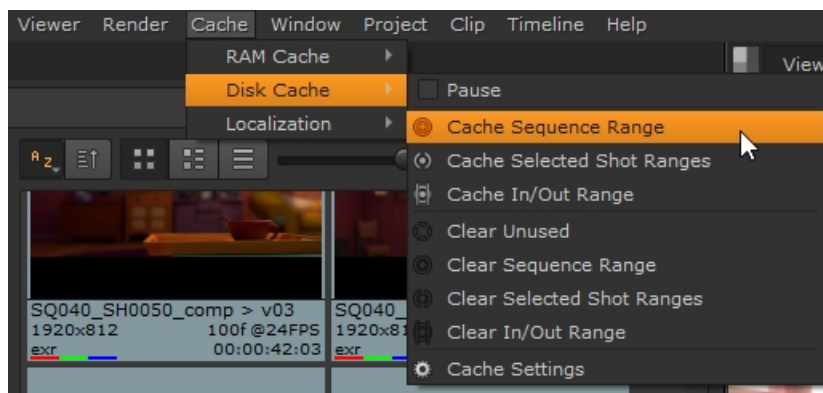 Viewer Render Cache Window Project Clip Timeline Help
RAM Cache
View
Disk Cache
Pause
Localization
Cache Sequence Range
A Z
Cache Selected Shot Ranges
Cache In/Out Range
Clear Unused
Clear Sequence Range
Clear Selected Shot Ranges
Clear In/Out Range
Cache Settings
SQ040_SH0050_comp > v03
1920x812 100f @24FPS
exr 00:00:42:03
SQ040_
1920x81
exr